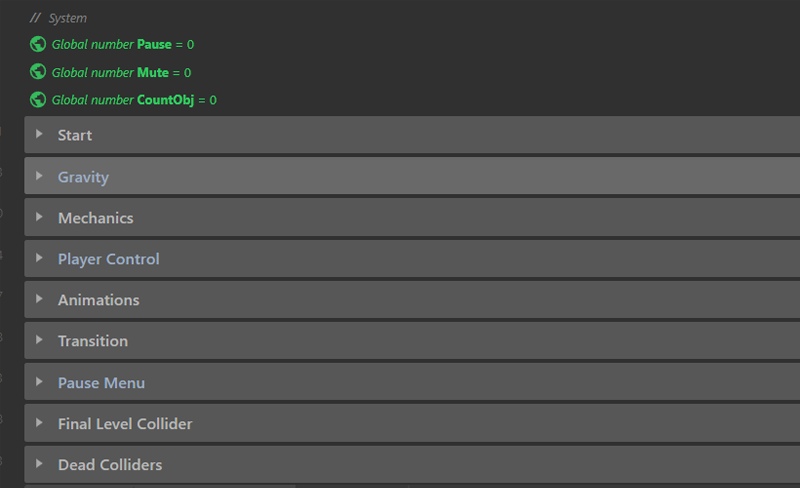 // System
Global number Pause = 0
Global number Mute = 0
Global number CountObj = 0
Start
Gravity
Mechanics
Player Control
Animations
Transition
Pause Menu
Final Level Collider
Dead Colliders